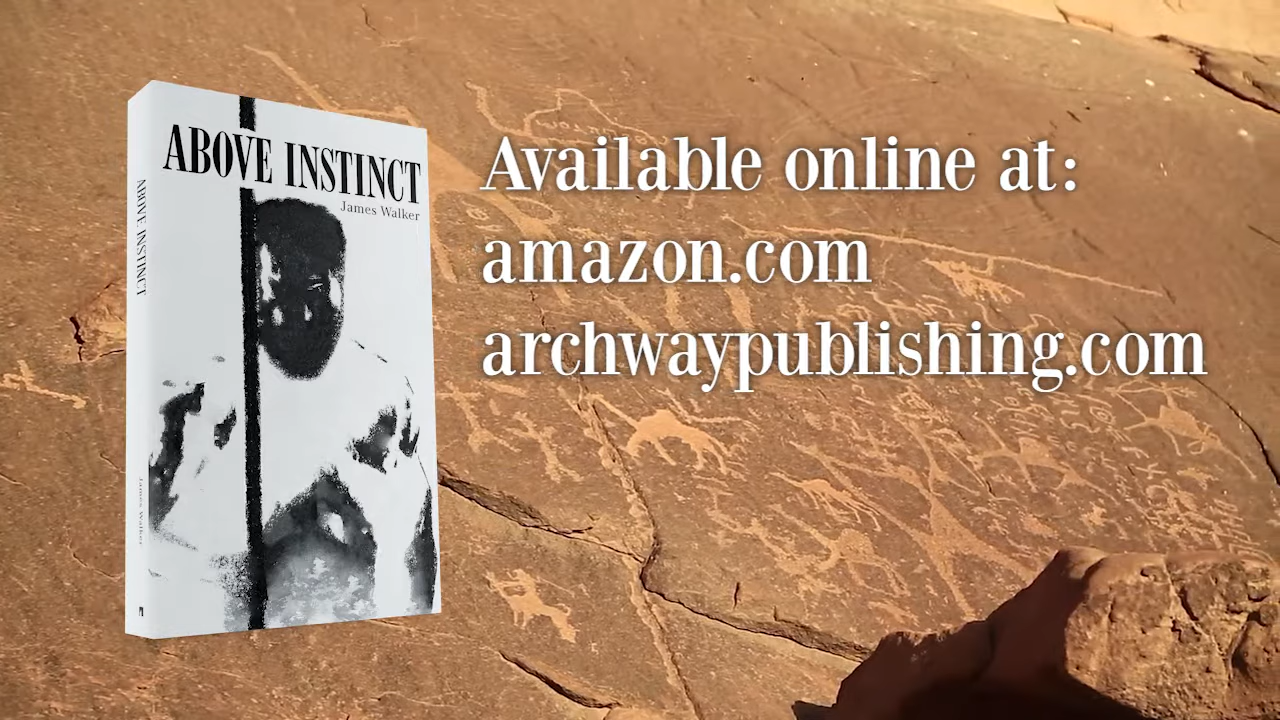 ABOVE INSTINCT
James Walker
ABOVE INSTINCT
James Walker
Available online at:
amazon.com
archwaypublishing.com